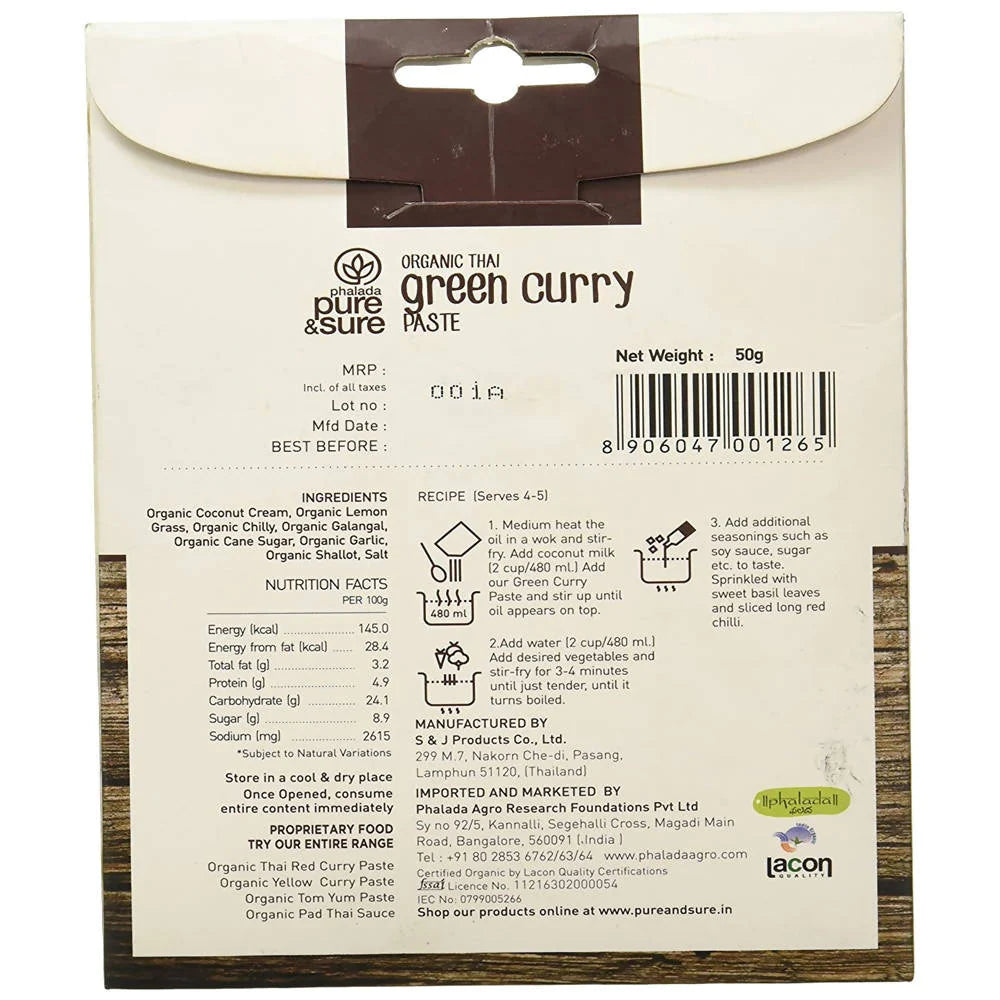 phalada
pure
&sure
ORGANIC THAI
green curry
PASTE
MRP :
Incl. of all taxes
Lot no :
Mfd Date :
BEST BEFORE :
001A
Net Weight : 50g
8 906047 001265
INGREDIENTS
Organic Coconut Cream, Organic Lemon
Grass, Organic Chilly, Organic Galangal,
Organic Cane Sugar, Organic Garlic,
Organic Shallot, Salt
NUTRITION FACTS
PER 100g
Energy (kcal) .................... 145.0
Energy from fat (kcal) ....... 28.4
Total fat (g) ........................ 3.2
Protein (g) ......................... 4.9
Carbohydrate (g) ............... 24.1
Sugar (g) ........................... 8.9
Sodium (mg) ..................... 2615
*Subject to Natural Variations
Store in a cool & dry place
Once Opened, consume
entire content immediately
PROPRIETARY FOOD
TRY OUR ENTIRE RANGE
Organic Thai Red Curry Paste
Organic Yellow Curry Paste
Organic Tom Yum Paste
Organic Pad Thai Sauce
RECIPE (Serves 4-5)
1. Medium heat the
oil in a wok and stir-
fry. Add coconut milk
(2 cup/480 ml.) Add
our Green Curry
Paste and stir up until
oil appears on top.
480 ml
2.Add water (2 cup/480 ml.)
Add desired vegetables and
stir-fry for 3-4 minutes
until just tender, until it
turns boiled.
3. Add additional
seasonings such as
soy sauce, sugar
etc. to taste.
Sprinkled with
sweet basil leaves
and sliced long red
chilli.
MANUFACTURED BY
S & J Products Co., Ltd.
299 M.7, Nakorn Che-di, Pasang,
Lamphun 51120, (Thailand)
IMPORTED AND MARKETED BY
Phalada Agro Research Foundations Pvt Ltd
Sy no 92/5, Kannalli, Segehalli Cross, Magadi Main
Road, Bangalore, 560091 (.India )
Tel : +91 80 2853 6762/63/64 www.phaladaagro.com
Certified Organic by Lacon Quality Certifications
fssai Licence No. 11216302000054
IEC No: 0799005266
Shop our products online at www.pureandsure.in
||phalada||
lacon
QUALITY